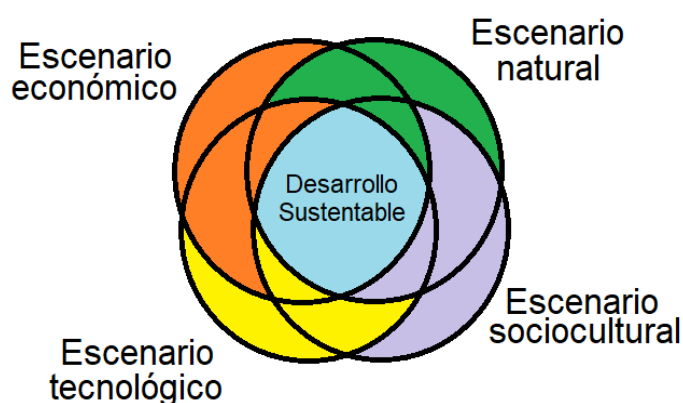 Escenario
económico
Escenario
natural
Desarrollo
Sustentable
Escenario
sociocultural
Escenario
tecnológico